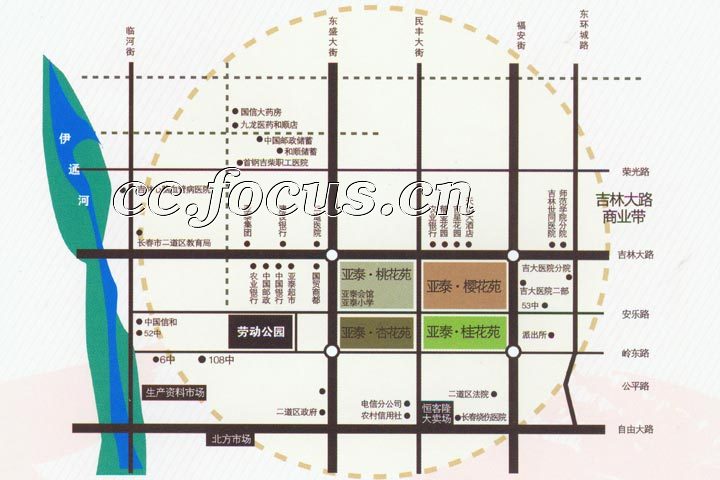 临河街
东盛大街
民丰大街
福安街
东环城路
国信大药房
九龙医药和顺店
中国邮政储蓄
和顺储蓄
首钢吉柴职工医院
荣光路
伊通河
cc.focus.cn
吉林大路
商业带
师范学院分院
吉林世同医院
长春市二道区教育局
吉林大路
农业银行
中国邮政
中国银行
亚泰超市
国贸商都
亚泰·桃花苑
亚泰会馆
亚泰小学
亚泰·樱花苑
吉大医院分院
吉大医院二部
53中
安乐路
中国信和
52中
劳动公园
亚泰·杏花苑
亚泰·桂花苑
派出所
岭东路
6中
108中
生产资料市场
公平路
二道区政府
电信分公司
农村信用社
恒客隆
大卖场
二道区法院
长春烧伤医院
自由大路
北方市场